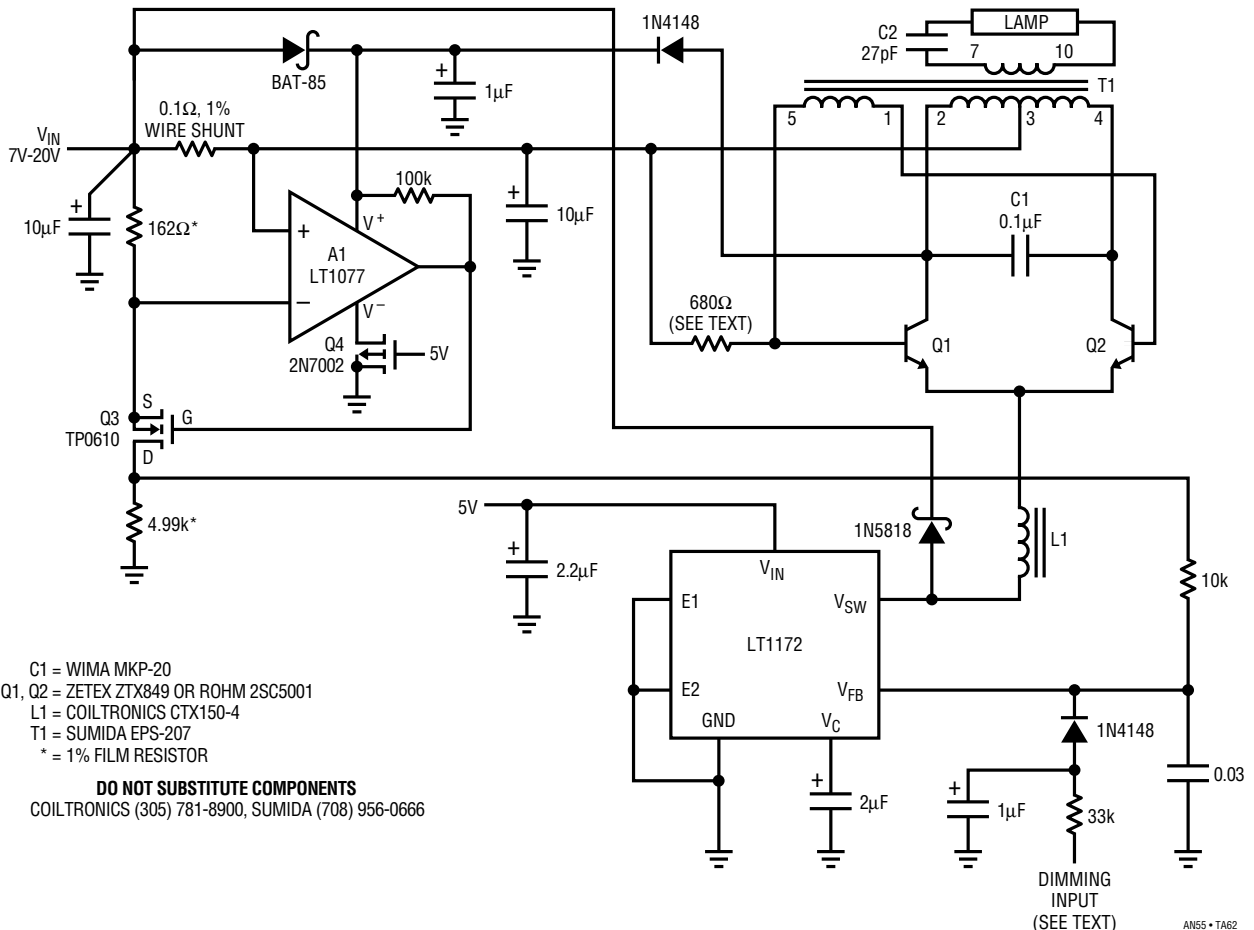 1N4148
C2
27pF
LAMP
7
10
T1
BAT-85
+
1µF
0.1Ω, 1%
WIRE SHUNT
5
1
2
3
4
VIN
7V-20V
100k
+
10µF
162Ω*
+
A1
LT1077
–
V+
V–
+
10µF
C1
0.1µF
680Ω
(SEE TEXT)
Q1
Q2
Q4
2N7002
5V
S
Q3
TP0610
G
D
4.99k*
5V
+
2.2µF
1N5818
L1
10k
VIN
E1
VSW
LT1172
E2
VFB
GND
VC
1N4148
+
2µF
+
1µF
33k
0.03
DIMMING
INPUT
(SEE TEXT)
C1 = WIMA MKP-20
Q1, Q2 = ZETEX ZTX849 OR ROHM 2SC5001
L1 = COILTRONICS CTX150-4
T1 = SUMIDA EPS-207
* = 1% FILM RESISTOR
DO NOT SUBSTITUTE COMPONENTS
COILTRONICS (305) 781-8900, SUMIDA (708) 956-0666
AN55 • TA62